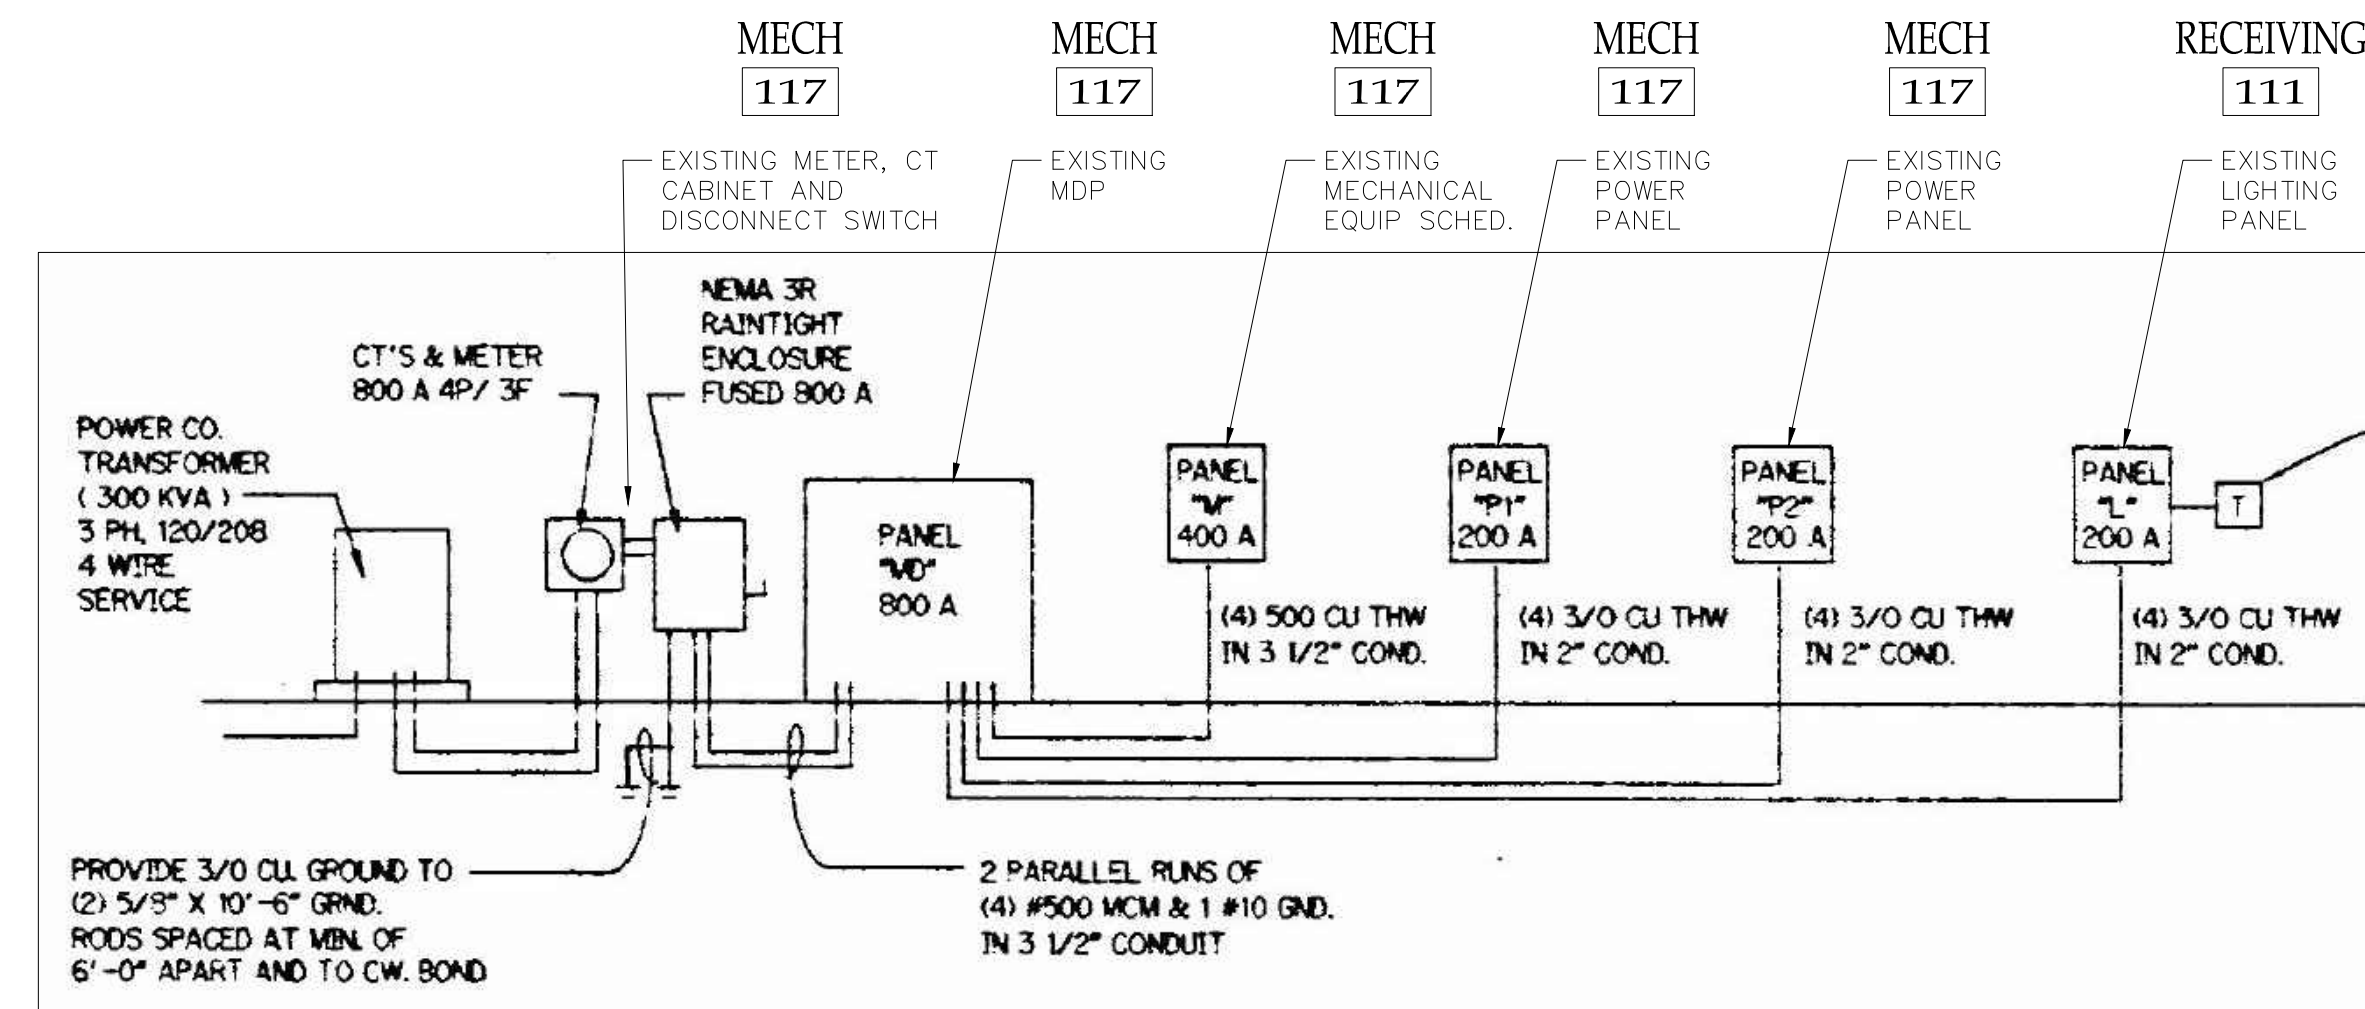 MECH
117
MECH
117
MECH
117
MECH
117
MECH
117
RECEIVING
111
EXISTING METER, CT
CABINET AND
DISCONNECT SWITCH
EXISTING
MDP
EXISTING
MECHANICAL
EQUIP SCHED.
EXISTING
POWER
PANEL
EXISTING
POWER
PANEL
EXISTING
LIGHTING
PANEL
NEMA 3R
RAINTIGHT
ENCLOSURE
FUSED 800 A
CT'S & METER
800 A 4P/ 3F
POWER CO.
TRANSFORMER
( 300 KVA )
3 PH, 120/208
4 WIRE
SERVICE
PANEL
"MD"
800 A
PANEL
"M"
400 A
PANEL
"P1"
200 A
PANEL
"P2"
200 A
PANEL
"L"
200 A
T
(4) 500 CU THW
IN 3 1/2" COND.
(4) 3/0 CU THW
IN 2" COND.
(4) 3/0 CU THW
IN 2" COND.
(4) 3/0 CU THW
IN 2" COND.
PROVIDE 3/0 CU. GROUND TO
(2) 5/8" X 10'-6" GRND.
RODS SPACED AT MIN. OF
6'-0" APART AND TO CW. BOND
2 PARALLEL RUNS OF
(4) #500 MCM & 1 #10 GND.
IN 3 1/2" CONDUIT